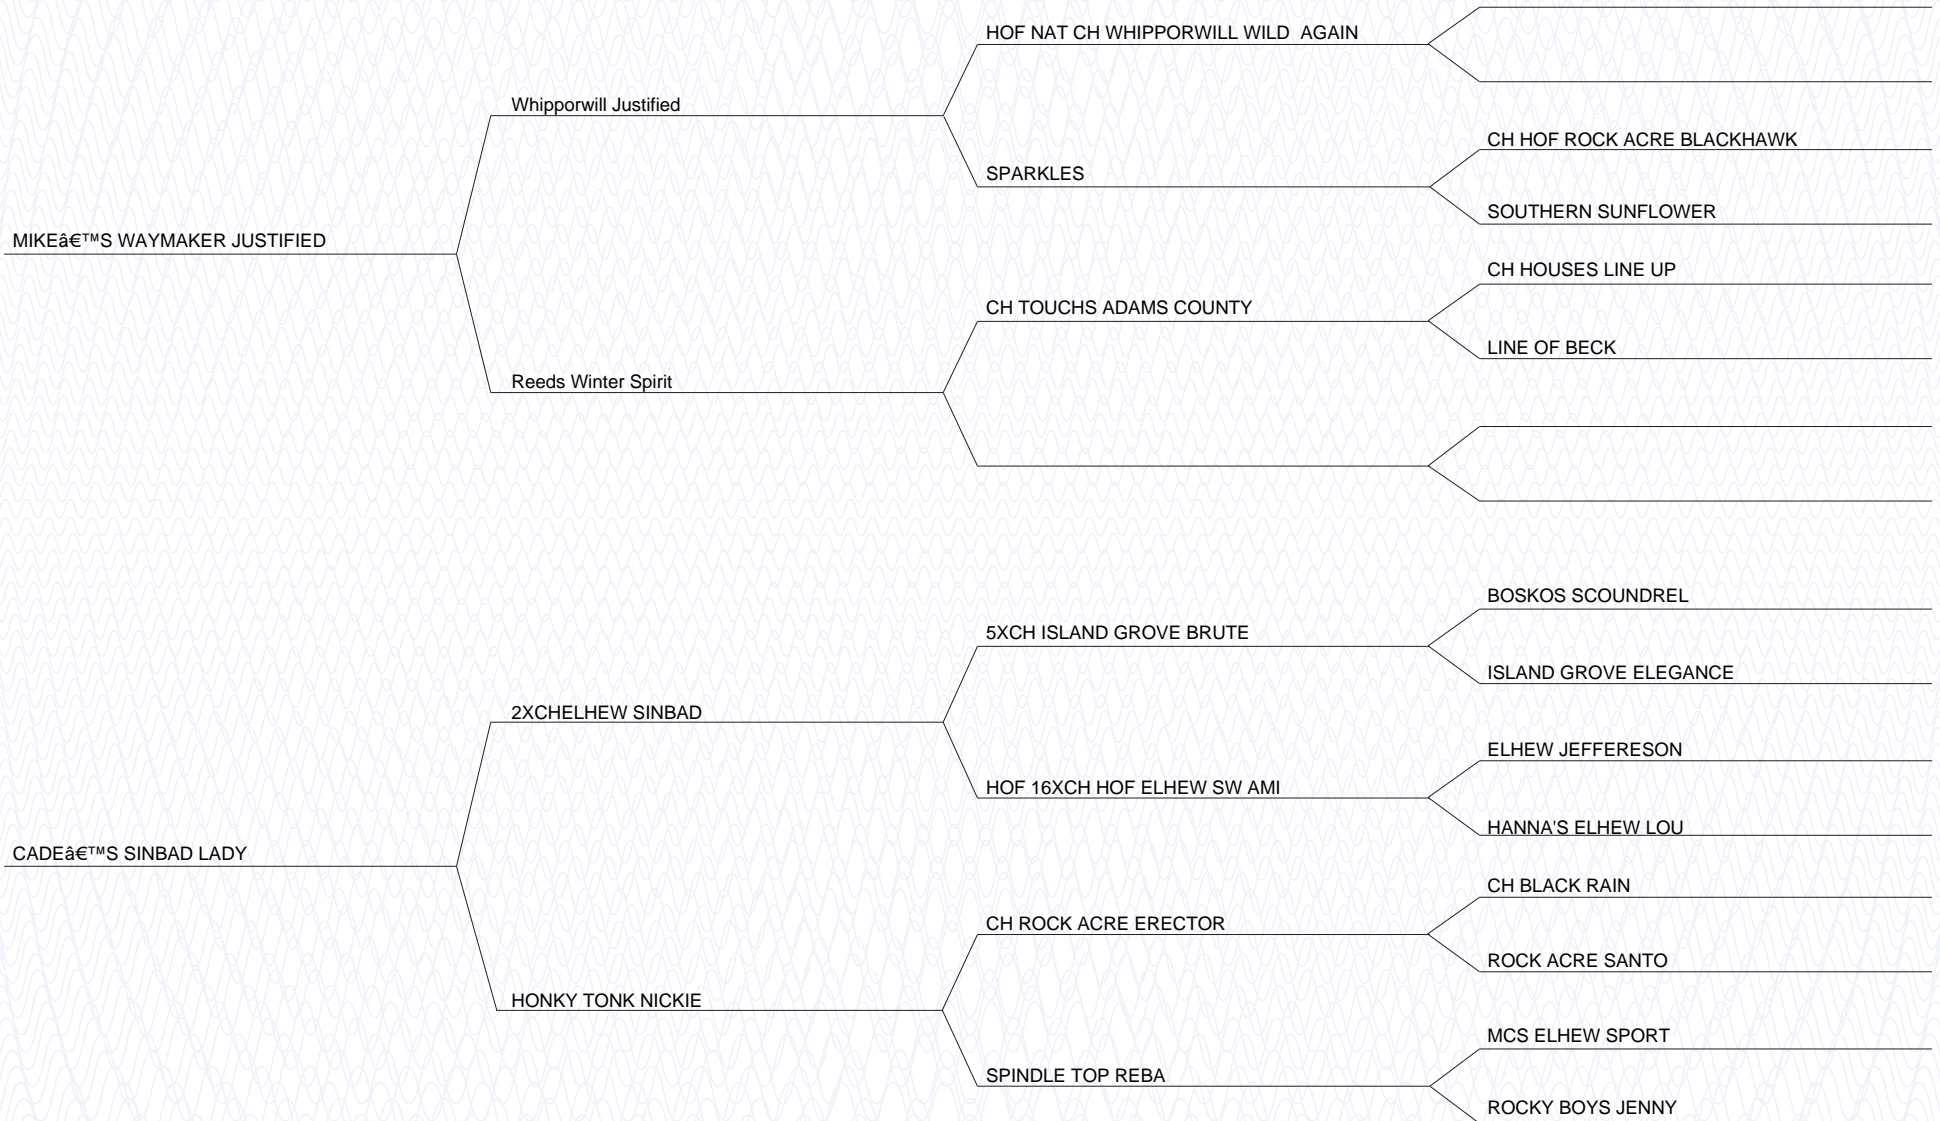 HOF NAT CH WHIPPORWILL WILD  AGAIN
Whipporwill Justified
CH HOF ROCK ACRE BLACKHAWK
SPARKLES
SOUTHERN SUNFLOWER
MIKEâ€™S WAYMAKER JUSTIFIED
CH HOUSES LINE UP
CH TOUCHS ADAMS COUNTY
LINE OF BECK
Reeds Winter Spirit
BOSKOS SCOUNDREL
5XCH ISLAND GROVE BRUTE
ISLAND GROVE ELEGANCE
2XCHELHEW SINBAD
ELHEW JEFFERESON
HOF 16XCH HOF ELHEW SW AMI
HANNA'S ELHEW LOU
CADEâ€™S SINBAD LADY
CH BLACK RAIN
CH ROCK ACRE ERECTOR
ROCK ACRE SANTO
HONKY TONK NICKIE
MCS ELHEW SPORT
SPINDLE TOP REBA
ROCKY BOYS JENNY